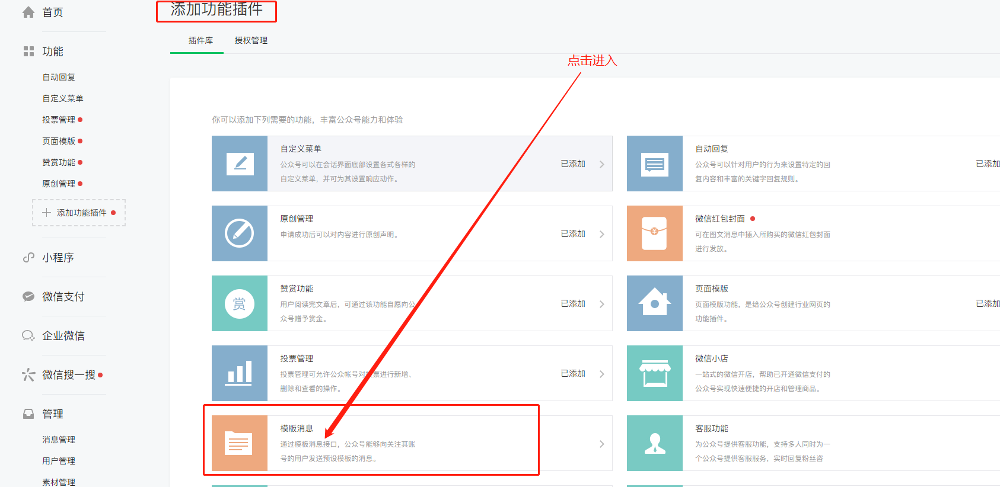 首页
功能
自动回复
自定义菜单
投票管理
页面模版
赞赏功能
原创管理
添加功能插件
小程序
微信支付
企业微信
微信搜一搜
管理
消息管理
用户管理
素材管理
添加功能插件
插件库
授权管理
点击进入
你可以添加下列需要的功能，丰富公众号能力和体验
自定义菜单
公众号可以在会话界面底部设置各式各样的
自定义菜单，并可为其设置响应动作。
已添加
自动回复
公众号可以针对用户的行为来设置特定的回
复内容和丰富的关键字回复规则。
已添加
原创管理
申请成功后可以对内容进行原创声明。
已添加
微信红包封面
可在图文消息中插入所购买的微信红包封面
进行发放。
赏
赞赏功能
用户阅读完文章后，可通过该功能自愿向公
众号赠予赏金。
已添加
页面模版
页面模版功能，是给公众号创建行业网页的
功能插件。
已添加
投票管理
投票管理可允许公众帐号对投票进行新增、
删除和查看的操作。
已添加
微信小店
一站式的微信开店，帮助已开通微信支付的
公众号实现快速便捷的开店和管理商品。
模版消息
通过模板消息接口，公众号能够向关注其账
号的用户发送预设模板的消息。
客服功能
为公众号提供客服功能，支持多人同时为一
个公众号提供客服服务，实时回复粉丝咨